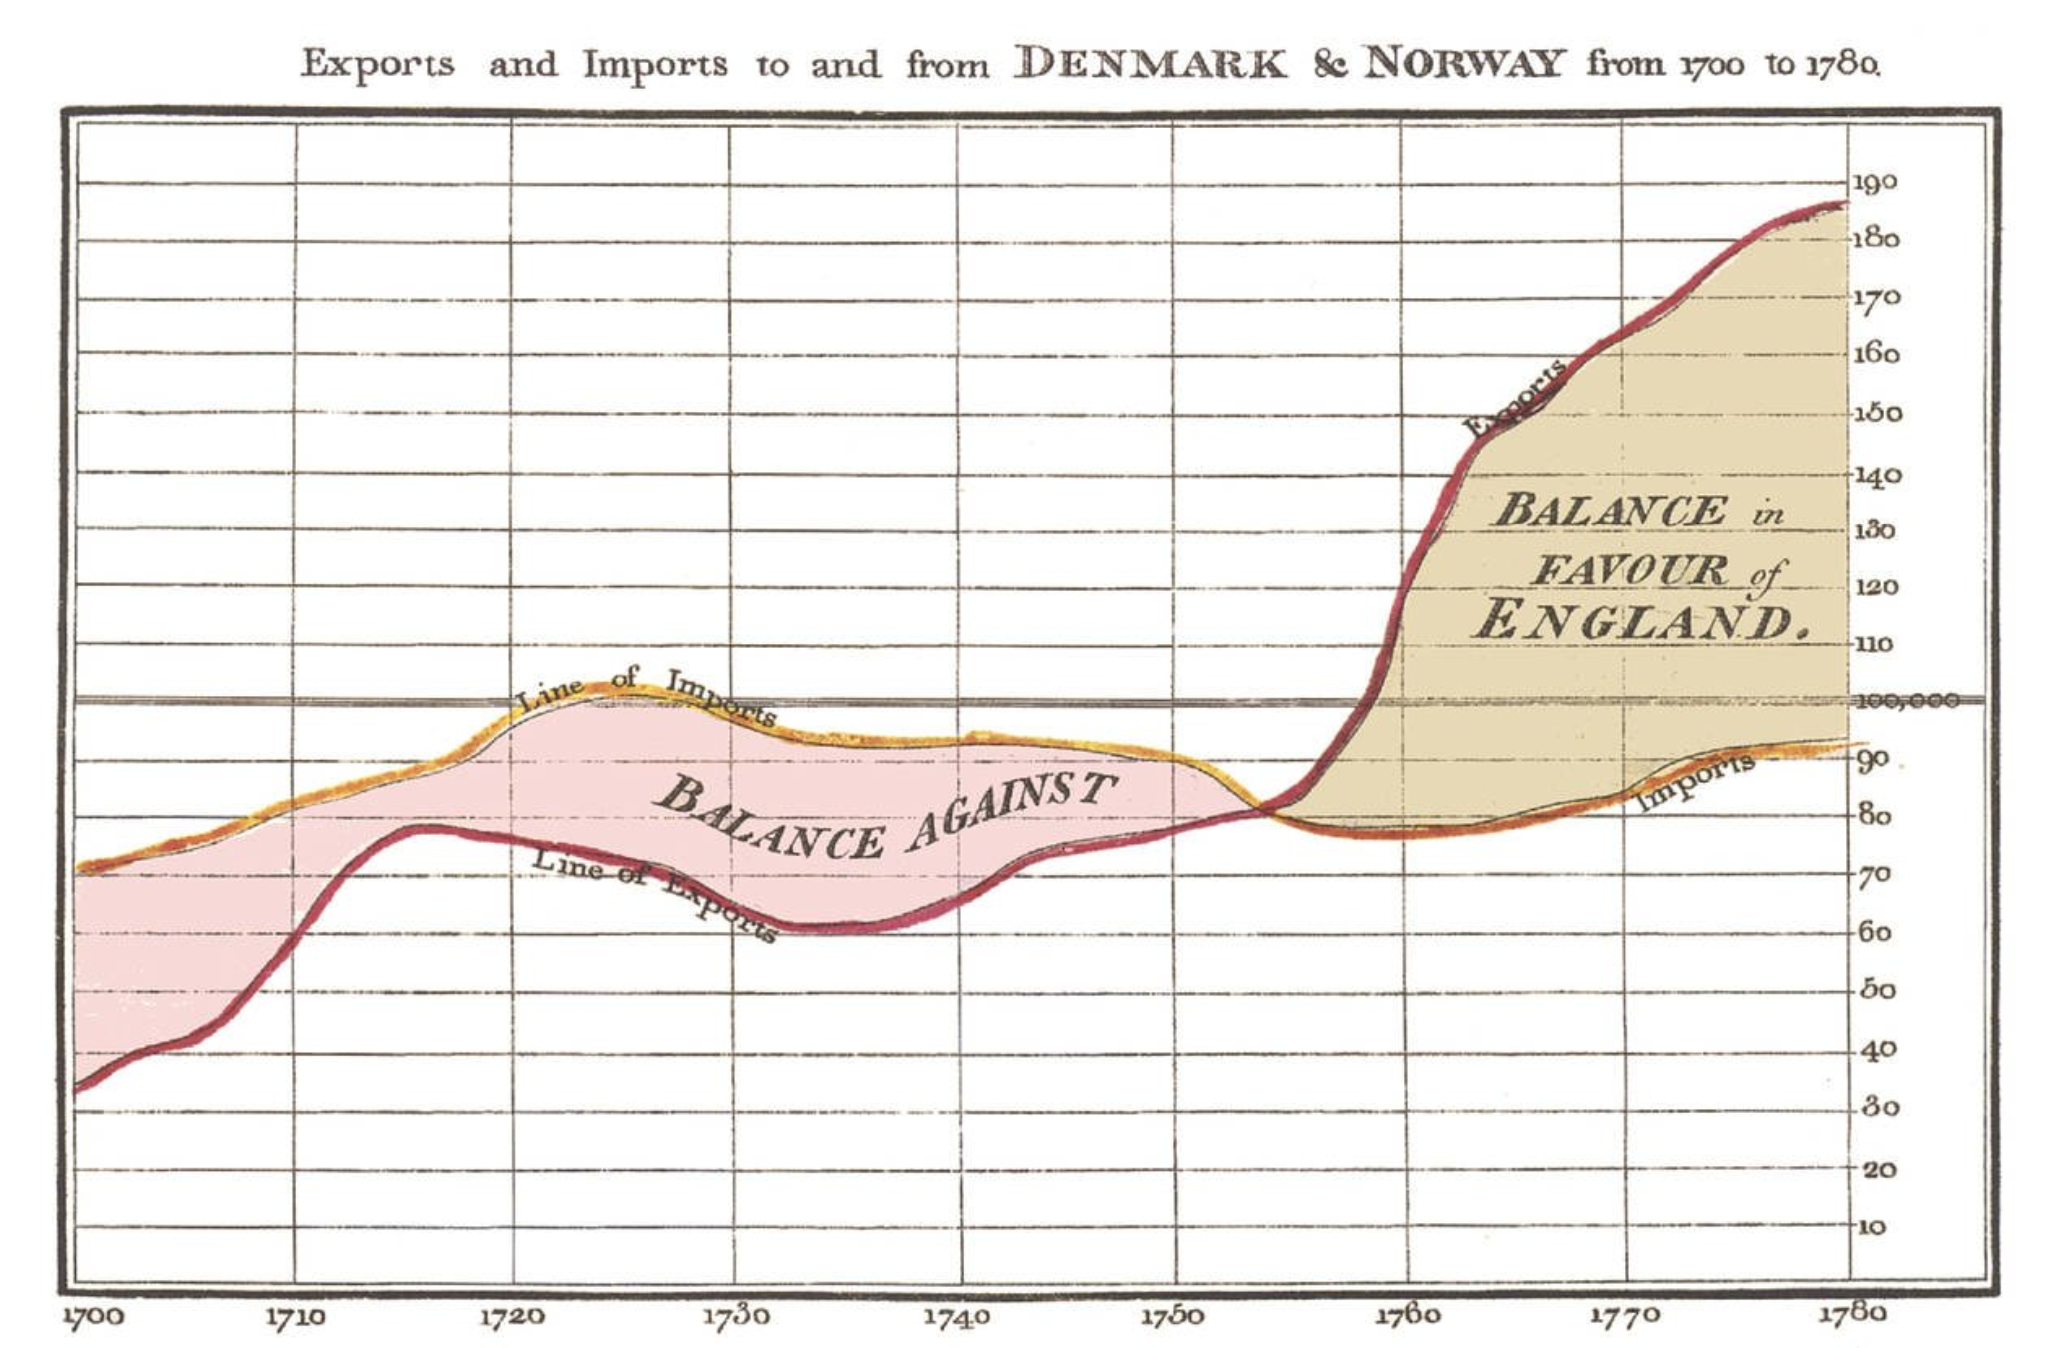 Exports and Imports to and from DENMARK & NORWAY from 1700 to 1780.
190
180
170
160
150
140
130
120
110
100,000
90
80
70
60
50
40
30
20
10
Exports
BALANCE in
FAVOUR of
ENGLAND.
Line of Imports
BALANCE AGAINST
Imports
Line of Exports
1700 1710 1720 1730 1740 1750 1760 1770 1780